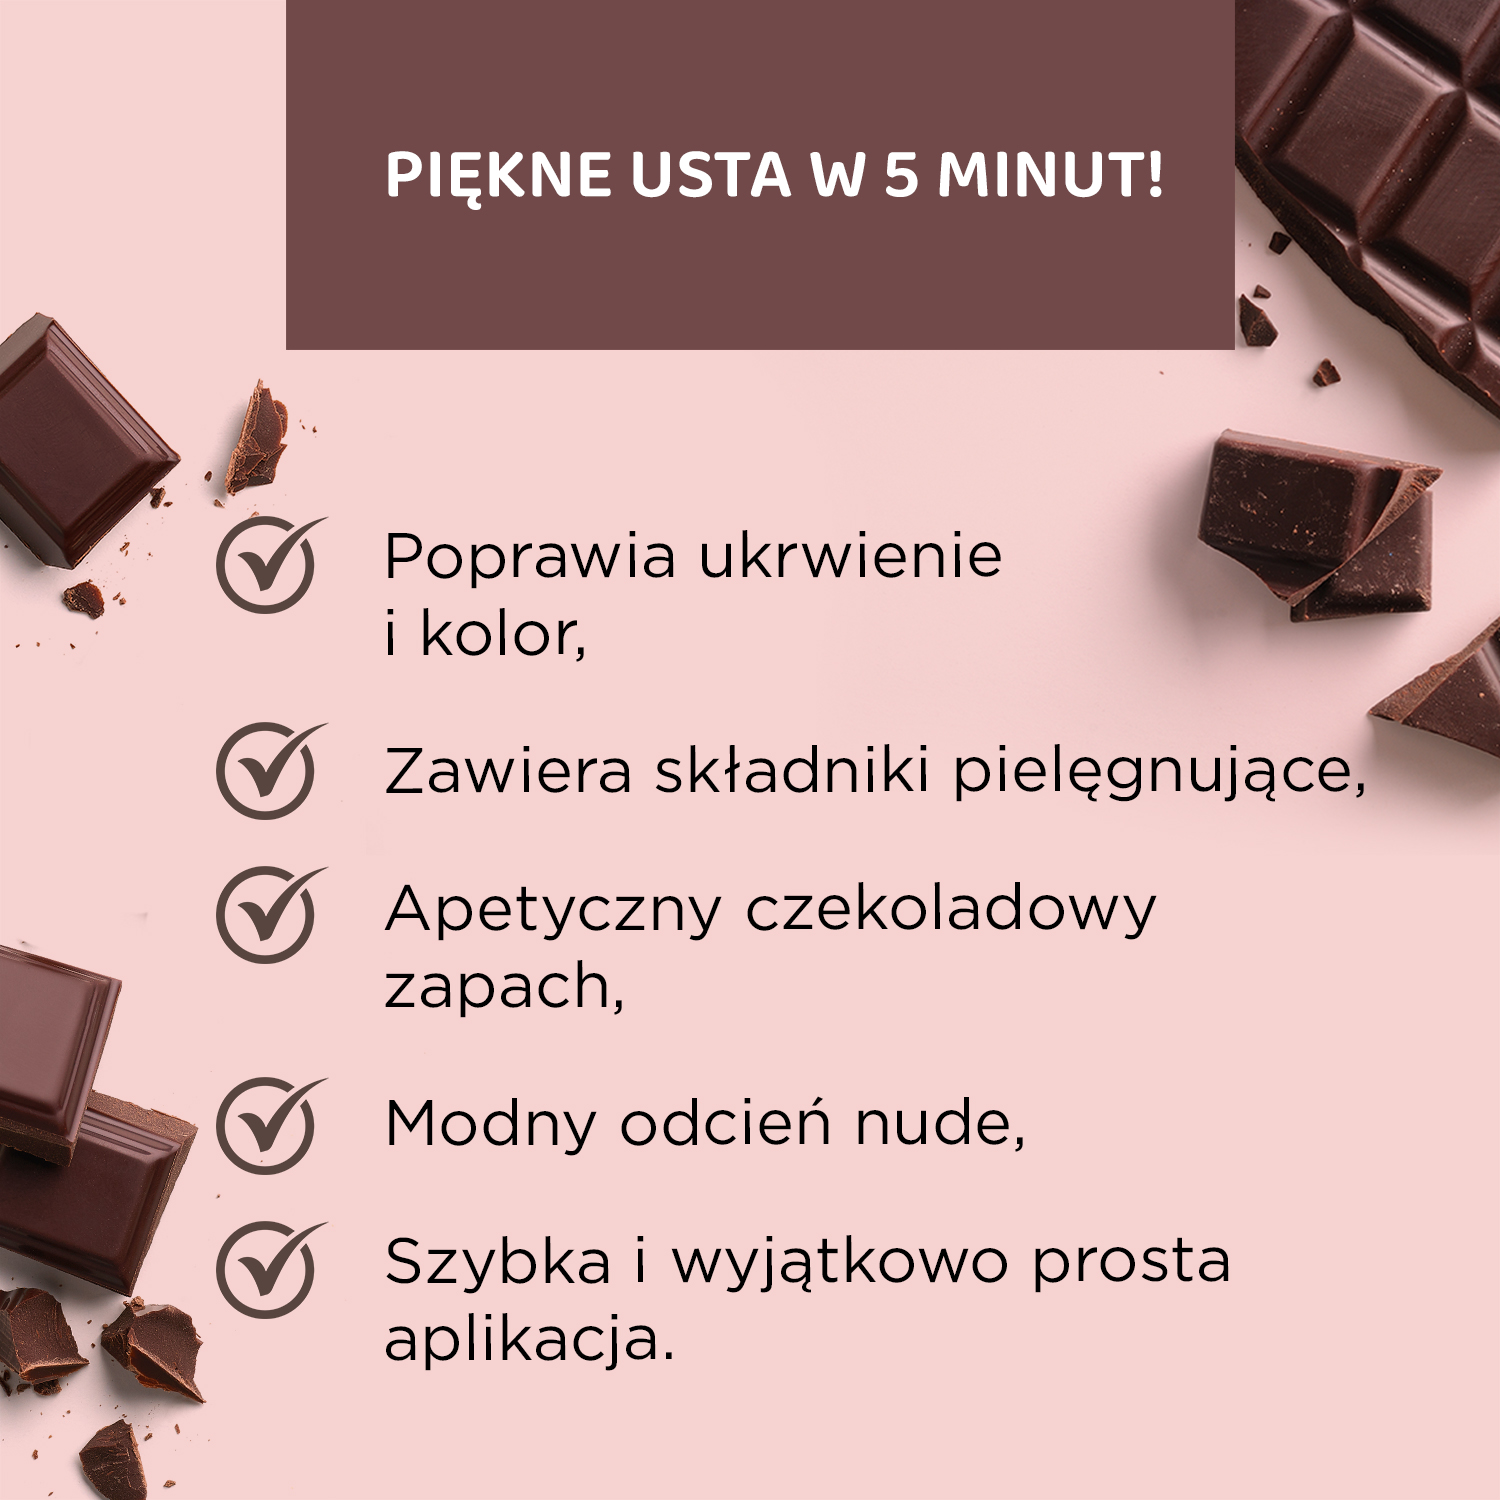 PIĘKNE USTA W 5 MINUT!
Poprawia ukrwienie
i kolor,
Zawiera składniki pielęgnujące,
Apetyczny czekoladowy
zapach,
Modny odcień nude,
Szybka i wyjątkowo prosta
aplikacja.